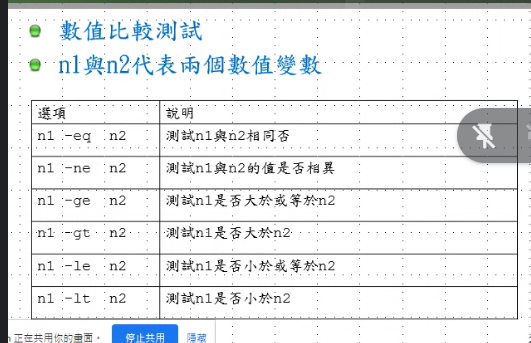 數值比較測試
n1與n2代表兩個數值變數
選項 說明
n1 -eq n2 測試n1與n2相同否
n1 -ne n2 測試n1與n2的值是否相異
n1 -ge n2 測試n1是否大於或等於n2
n1 -gt n2 測試n1是否大於n2
n1 -le n2 測試n1是否小於或等於n2
n1 -lt n2 測試n1是否小於n2
正在共用你的畫面。 停止共用 隱藏